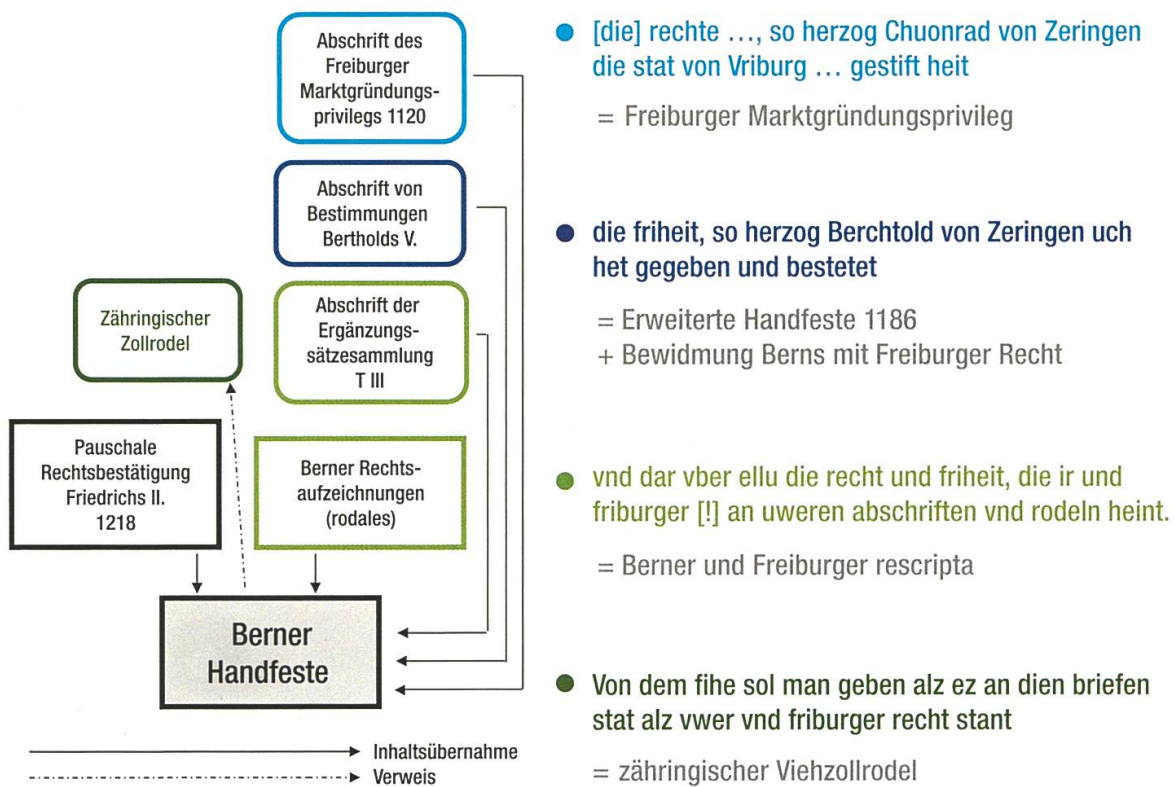 Abschrift des
Freiburger
Marktgründungs-
privilegs 1120
Abschrift von
Bestimmungen
Bertholds V.
Zähringischer
Zollrodel
Abschrift der
Ergänzungs-
sätzesammlung
T III
Pauschale
Rechtsbestätigung
Friedrichs II.
1218
Berner Rechts-
aufzeichnungen
(rodales)
Berner
Handfeste
Inhaltsübernahme
Verweis
[die] rechte …, so herzog Chuonrad von Zeringen
die stat von Vriburg … gestift heit
= Freiburger Marktgründungsprivileg
die friheit, so herzog Berchtold von Zeringen uch
het gegeben und bestetet
= Erweiterte Handfeste 1186
+ Bewidmung Berns mit Freiburger Recht
vnd dar vber ellu die recht und friheit, die ir und
friburger [!] an uweren abschriften vnd rodeln heint.
= Berner und Freiburger rescripta
Von dem fihe sol man geben alz ez an dien briefen
stat alz vwer vnd friburger recht stant
= zähringischer Viehzollrodel